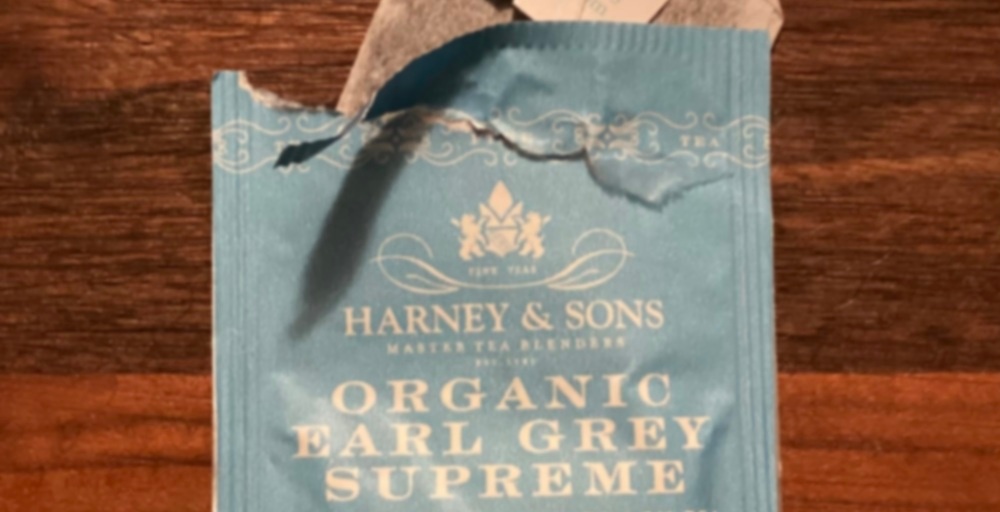 TEA
FINE TEAS
HARNEY & SONS
MASTER TEA BLENDERS
ORGANIC
EARL GREY
SUPREME